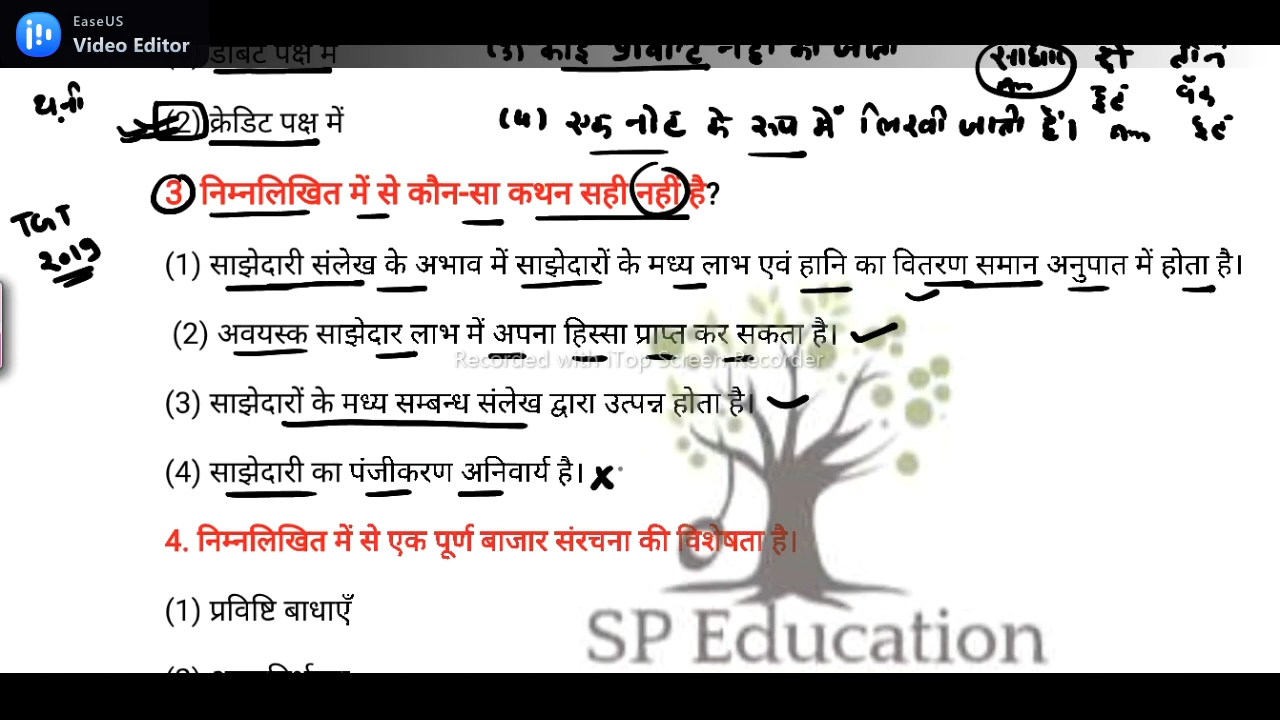 EaseUS
Video Editor
डेबिट पक्ष में
(2) क्रेडिट पक्ष में
(4) एक नोट के रूप में लिखी जाती है।
3 निम्नलिखित में से कौन-सा कथन सही नहीं है?
TGT
2019
(1) साझेदारी संलेख के अभाव में साझेदारों के मध्य लाभ एवं हानि का वितरण समान अनुपात में होता है।
(2) अवयस्क साझेदार लाभ में अपना हिस्सा प्राप्त कर सकता है।
Recorded with iTop Screen Recorder
(3) साझेदारों के मध्य सम्बन्ध संलेख द्वारा उत्पन्न होता है।
(4) साझेदारी का पंजीकरण अनिवार्य है। x
4. निम्नलिखित में से एक पूर्ण बाजार संरचना की विशेषता है।
(1) प्रविष्टि बाधाएँ
SP Education